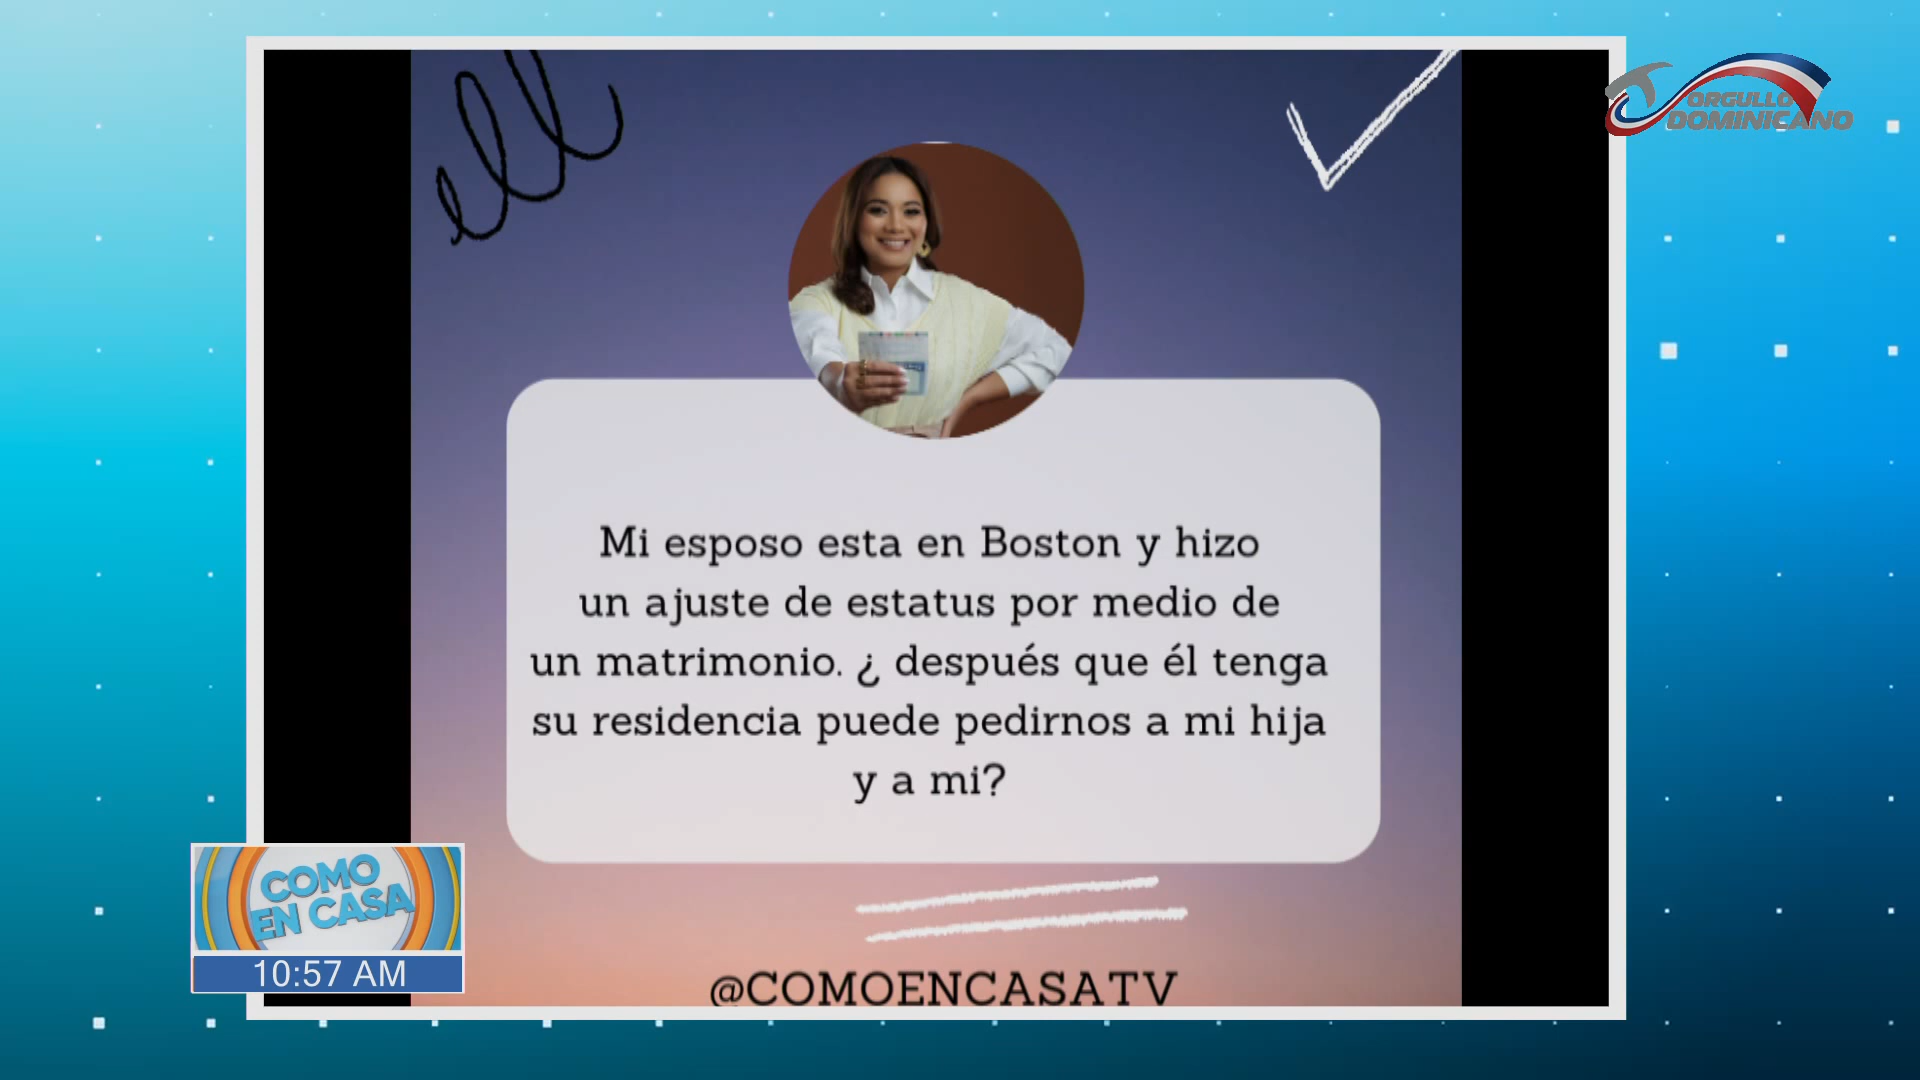 ORGULLO
DOMINICANO
Mi esposo esta en Boston y hizo
un ajuste de estatus por medio de
un matrimonio. ¿ después que él tenga
su residencia puede pedirnos a mi hija
y a mi?
@COMOENCASATV
COMO
EN CASA
10:57 AM